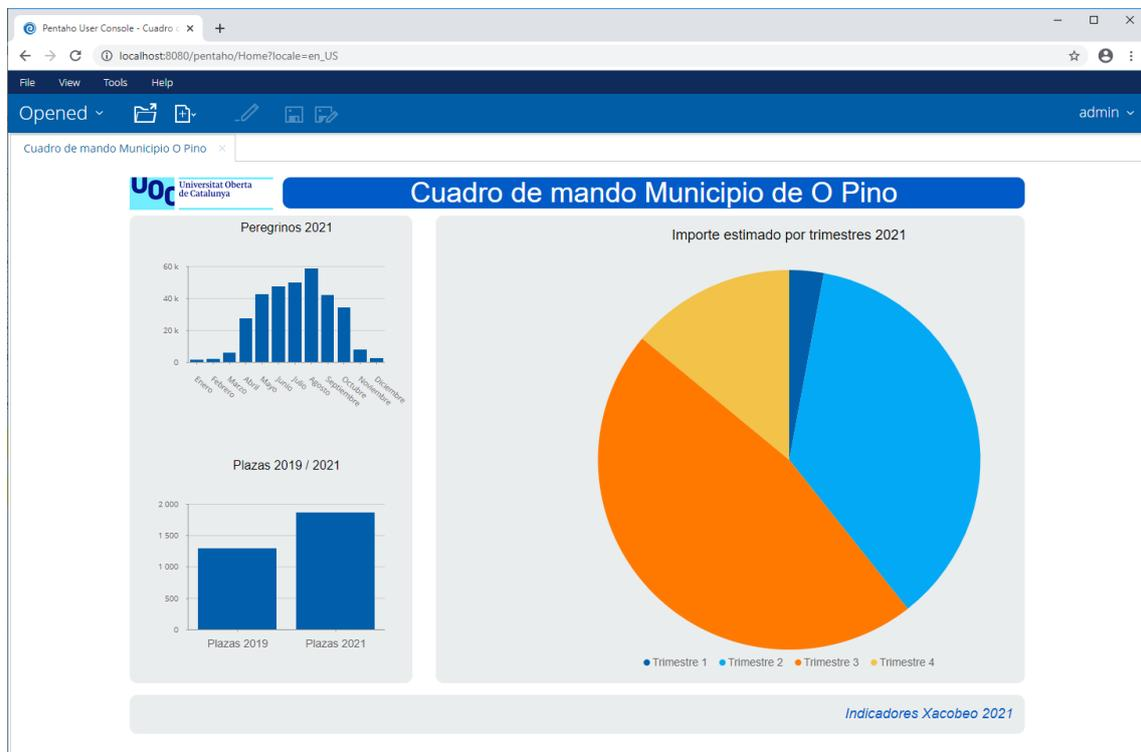 Pentaho User Console - Cuadro c
localhost:8080/pentaho/Home?locale=en_US
File View Tools Help
Opened
admin
Cuadro de mando Municipio O Pino
UOC
Universitat Oberta
de Catalunya
Cuadro de mando Municipio de O Pino
Peregrinos 2021
60 k
40 k
20 k
0
Enero Febrero Marzo Abril Mayo Junio Julio Agosto Septiembre Octubre Noviembre Diciembre
Plazas 2019 / 2021
2 000
1 500
1 000
500
0
Plazas 2019 Plazas 2021
Importe estimado por trimestres 2021
Trimestre 1 Trimestre 2 Trimestre 3 Trimestre 4
Indicadores Xacobeo 2021